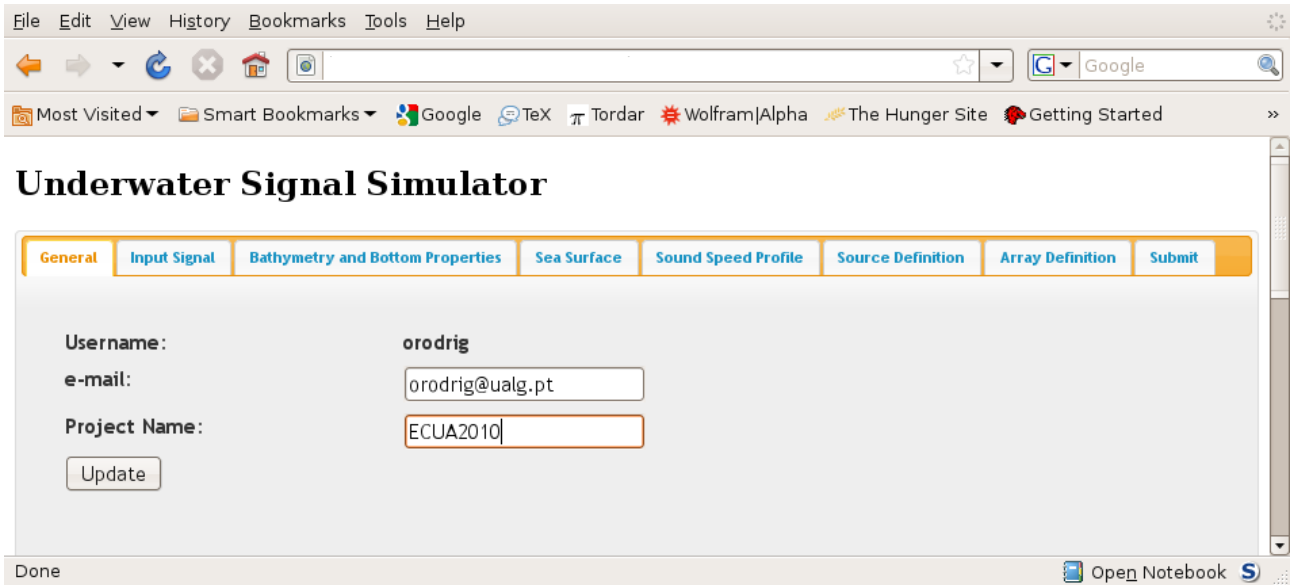 File Edit View History Bookmarks Tools Help
G Google
Most Visited Smart Bookmarks Google TeX π Tordar Wolfram|Alpha The Hunger Site Getting Started »
Underwater Signal Simulator
General Input Signal Bathymetry and Bottom Properties Sea Surface Sound Speed Profile Source Definition Array Definition Submit
Username: orodrig
e-mail: orodrig@ualg.pt
Project Name: ECUA2010
Update
Done Open Notebook S